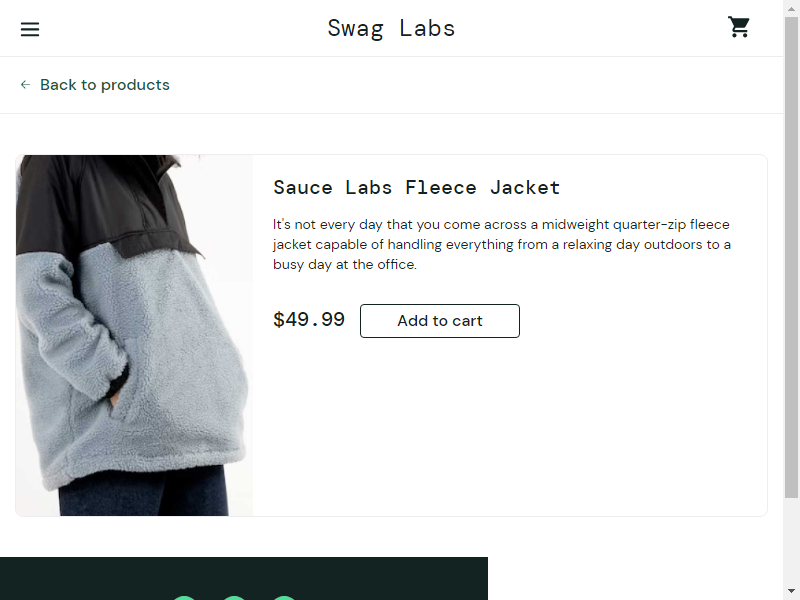 Swag Labs
Back to products
Sauce Labs Fleece Jacket
It's not every day that you come across a midweight quarter-zip fleece
jacket capable of handling everything from a relaxing day outdoors to a
busy day at the office.
$49.99 Add to cart